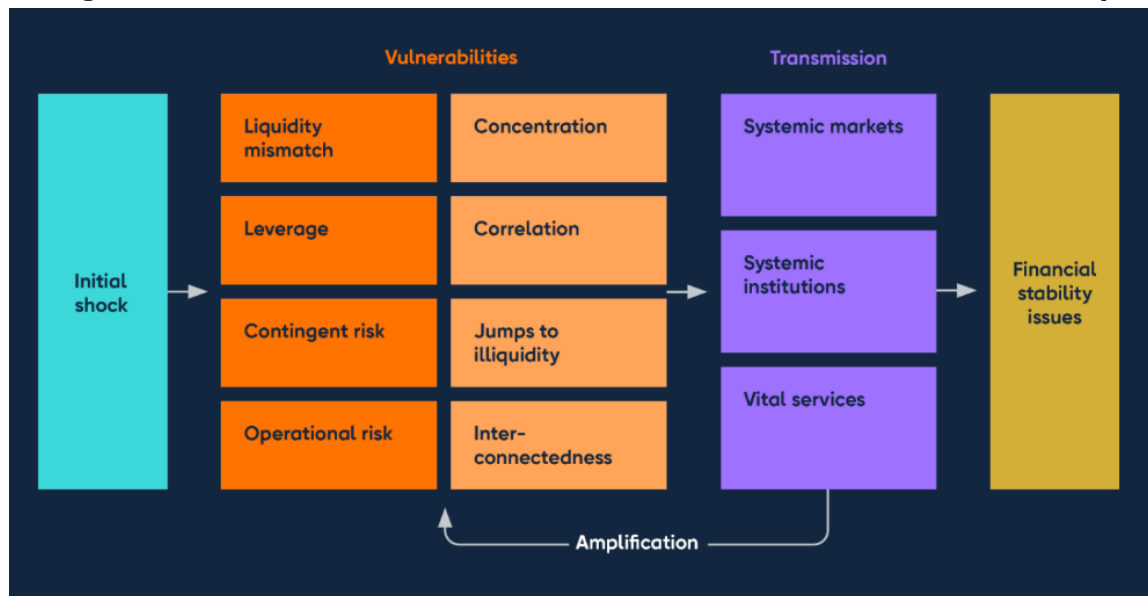 Vulnerabilities
Transmission
Initial
shock
Liquidity
mismatch
Concentration
Leverage
Correlation
Contingent risk
Jumps to
illiquidity
Operational risk
Inter-
connectedness
Systemic markets
Systemic
institutions
Vital services
Financial
stability
issues
Amplification